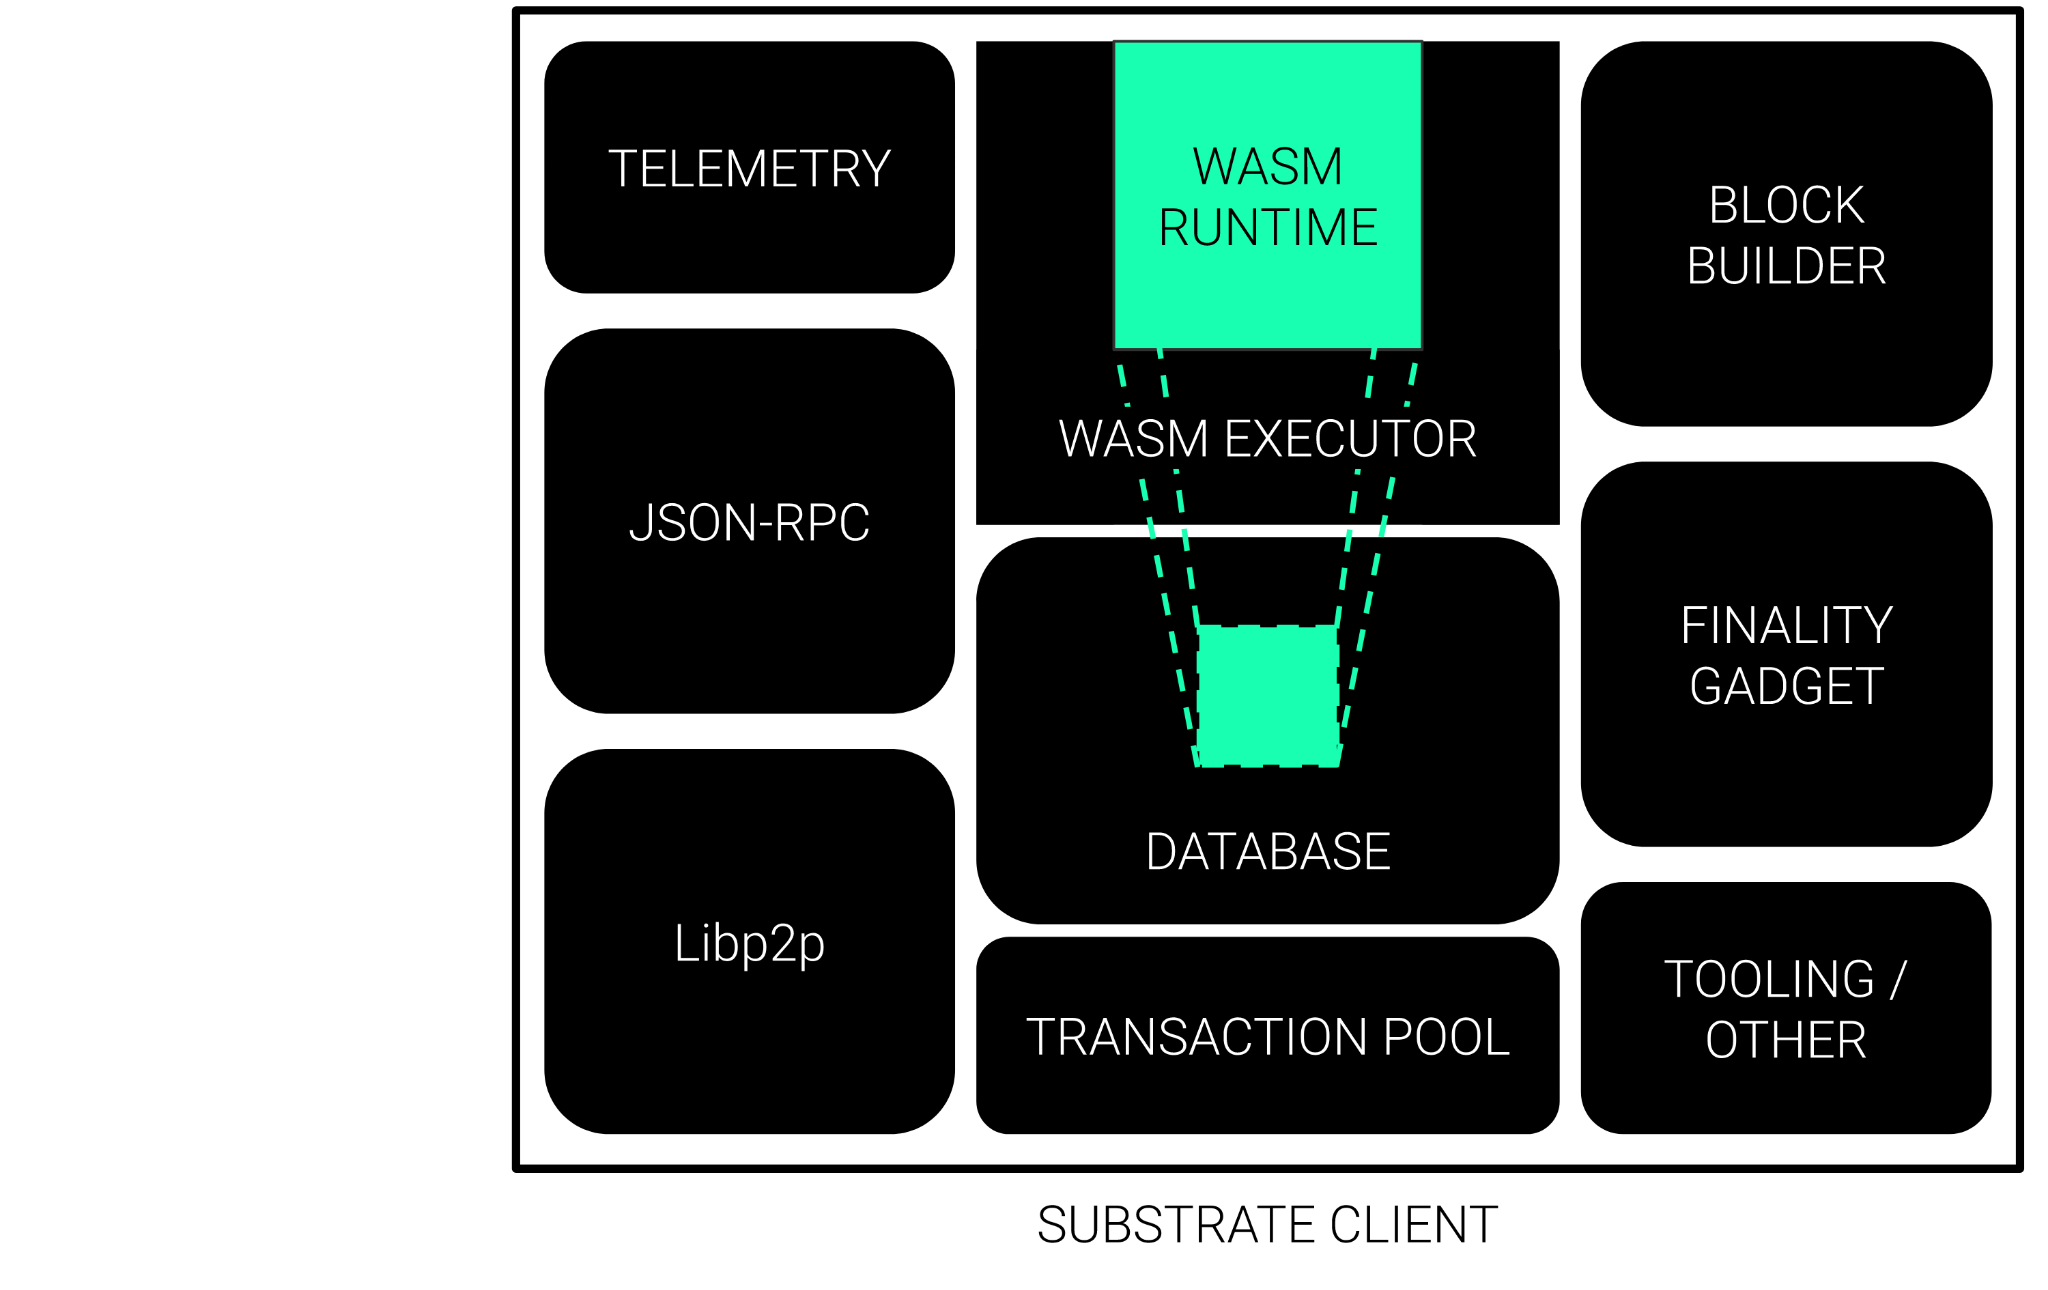 TELEMETRY
JSON-RPC
Libp2p
WASM
RUNTIME
WASM EXECUTOR
DATABASE
TRANSACTION POOL
BLOCK
BUILDER
FINALITY
GADGET
TOOLING /
OTHER
SUBSTRATE CLIENT